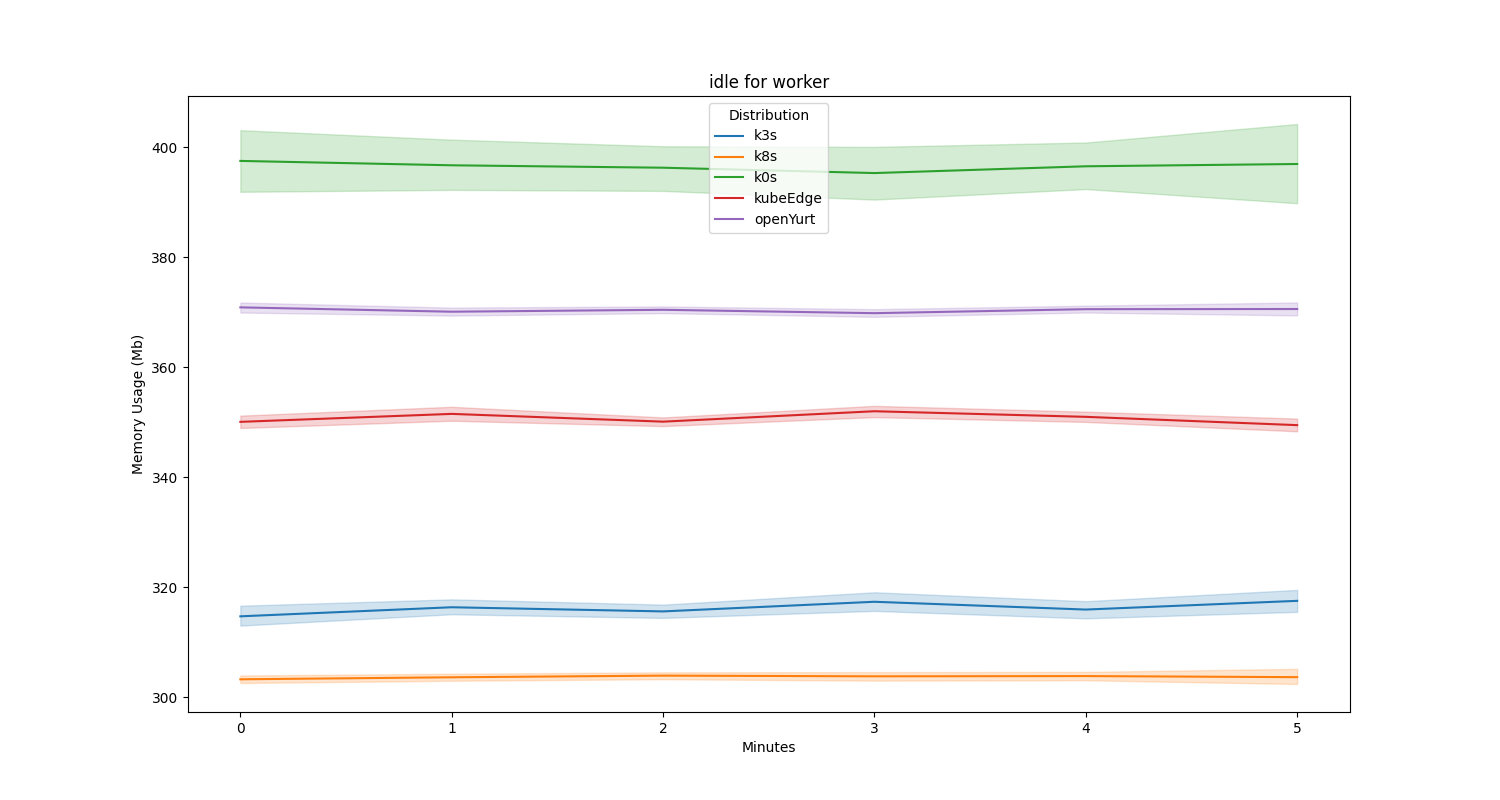 idle for worker
Distribution
k3s
k8s
k0s
kubeEdge
openYurt
Memory Usage (Mb)
400
380
360
340
320
300
0 1 2 3 4 5
Minutes